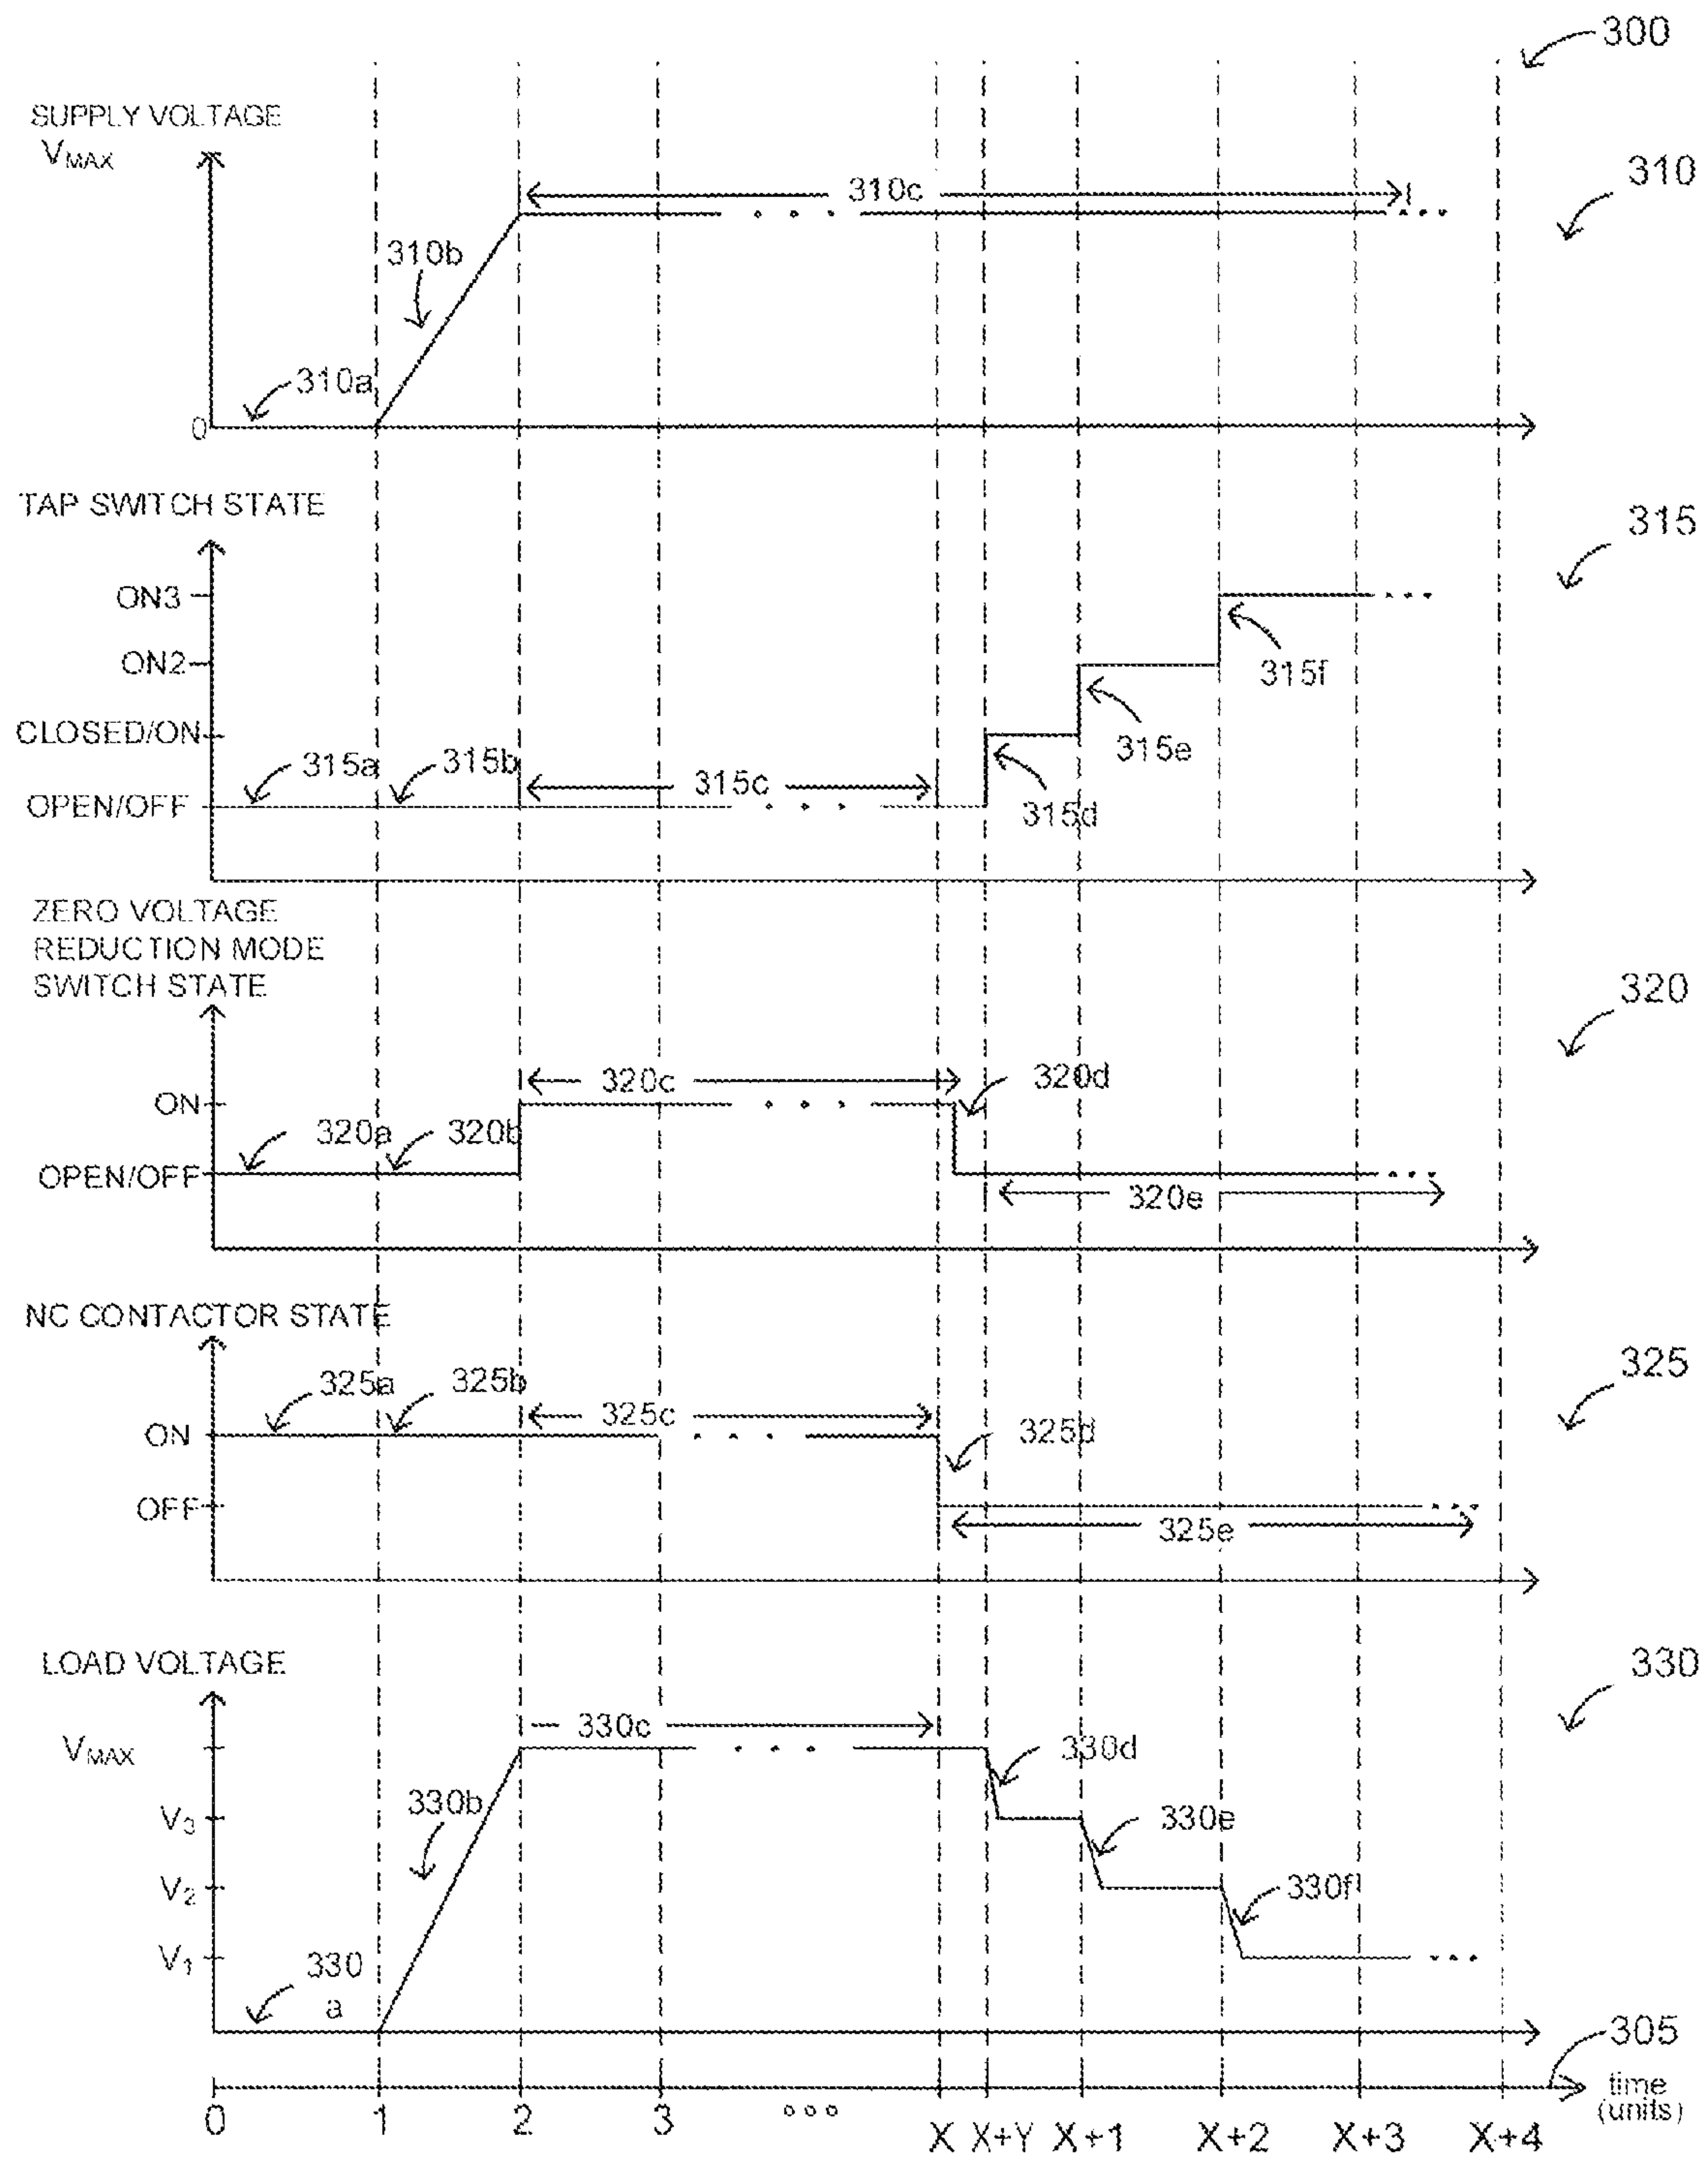 300
SUPPLY VOLTAGE
VMAX
310
310c
310b
310a
0
TAP SWITCH STATE
315
ON3
ON2
315f
CLOSED/ON
315e
315a
315b
315c
OPEN/OFF
315d
ZERO VOLTAGE
REDUCTION MODE
SWITCH STATE
320
320c
320d
ON
320a
320b
OPEN/OFF
320e
NC CONTACTOR STATE
325
325a
325b
325c
ON
325d
OFF
325e
LOAD VOLTAGE
330
330c
VMAX
330d
330b
V3
330e
V2
330f
V1
330
a
305
time
(units)
0
1
2
3
X
X+Y
X+1
X+2
X+3
X+4